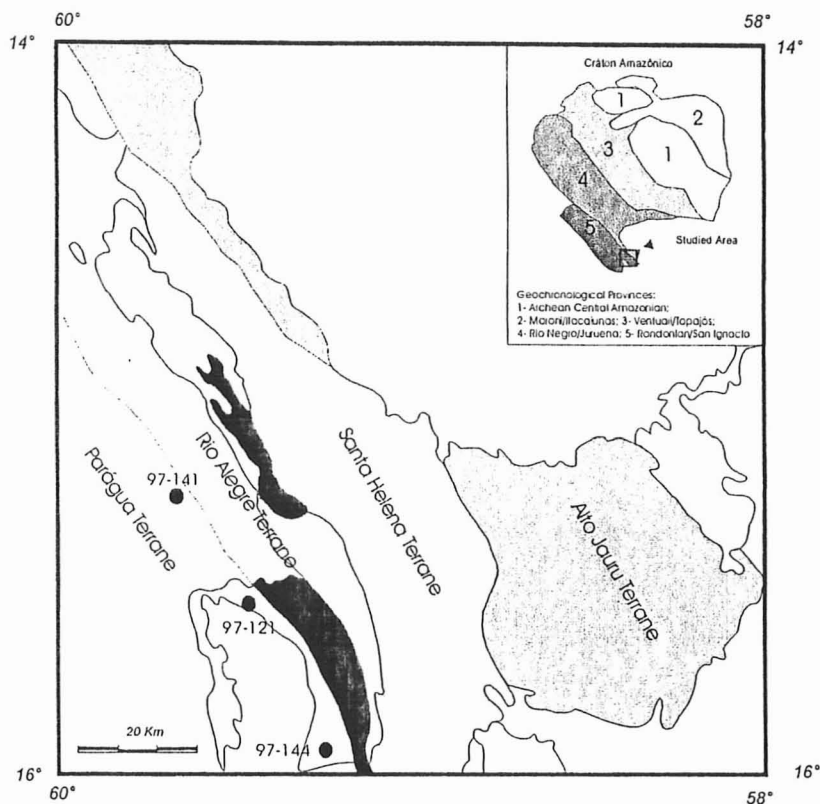 60°
58°
14°
14°
Cráton Amazônico
1
2
3
1
4
5
Studied Area
Geochronological Provinces:
1- Archean Central Amazonian;
2- Maroni/Itacaiunas; 3- Ventuari/Tapajós;
4- Rio Negro/Juruena; 5- Rondonian/San Ignacio
Parágua Terrane
Rio Alegre Terrane
Santa Helena Terrane
Alto Jauru Terrane
97-141
97-121
97-144
20 Km
16°
16°
60°
58°